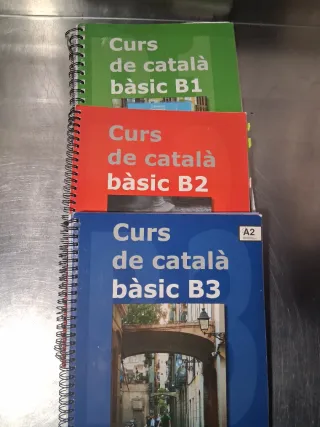 Curs
de català
bàsic B1
Curs
de català
bàsic B2
Curs
de català
bàsic B3
A2